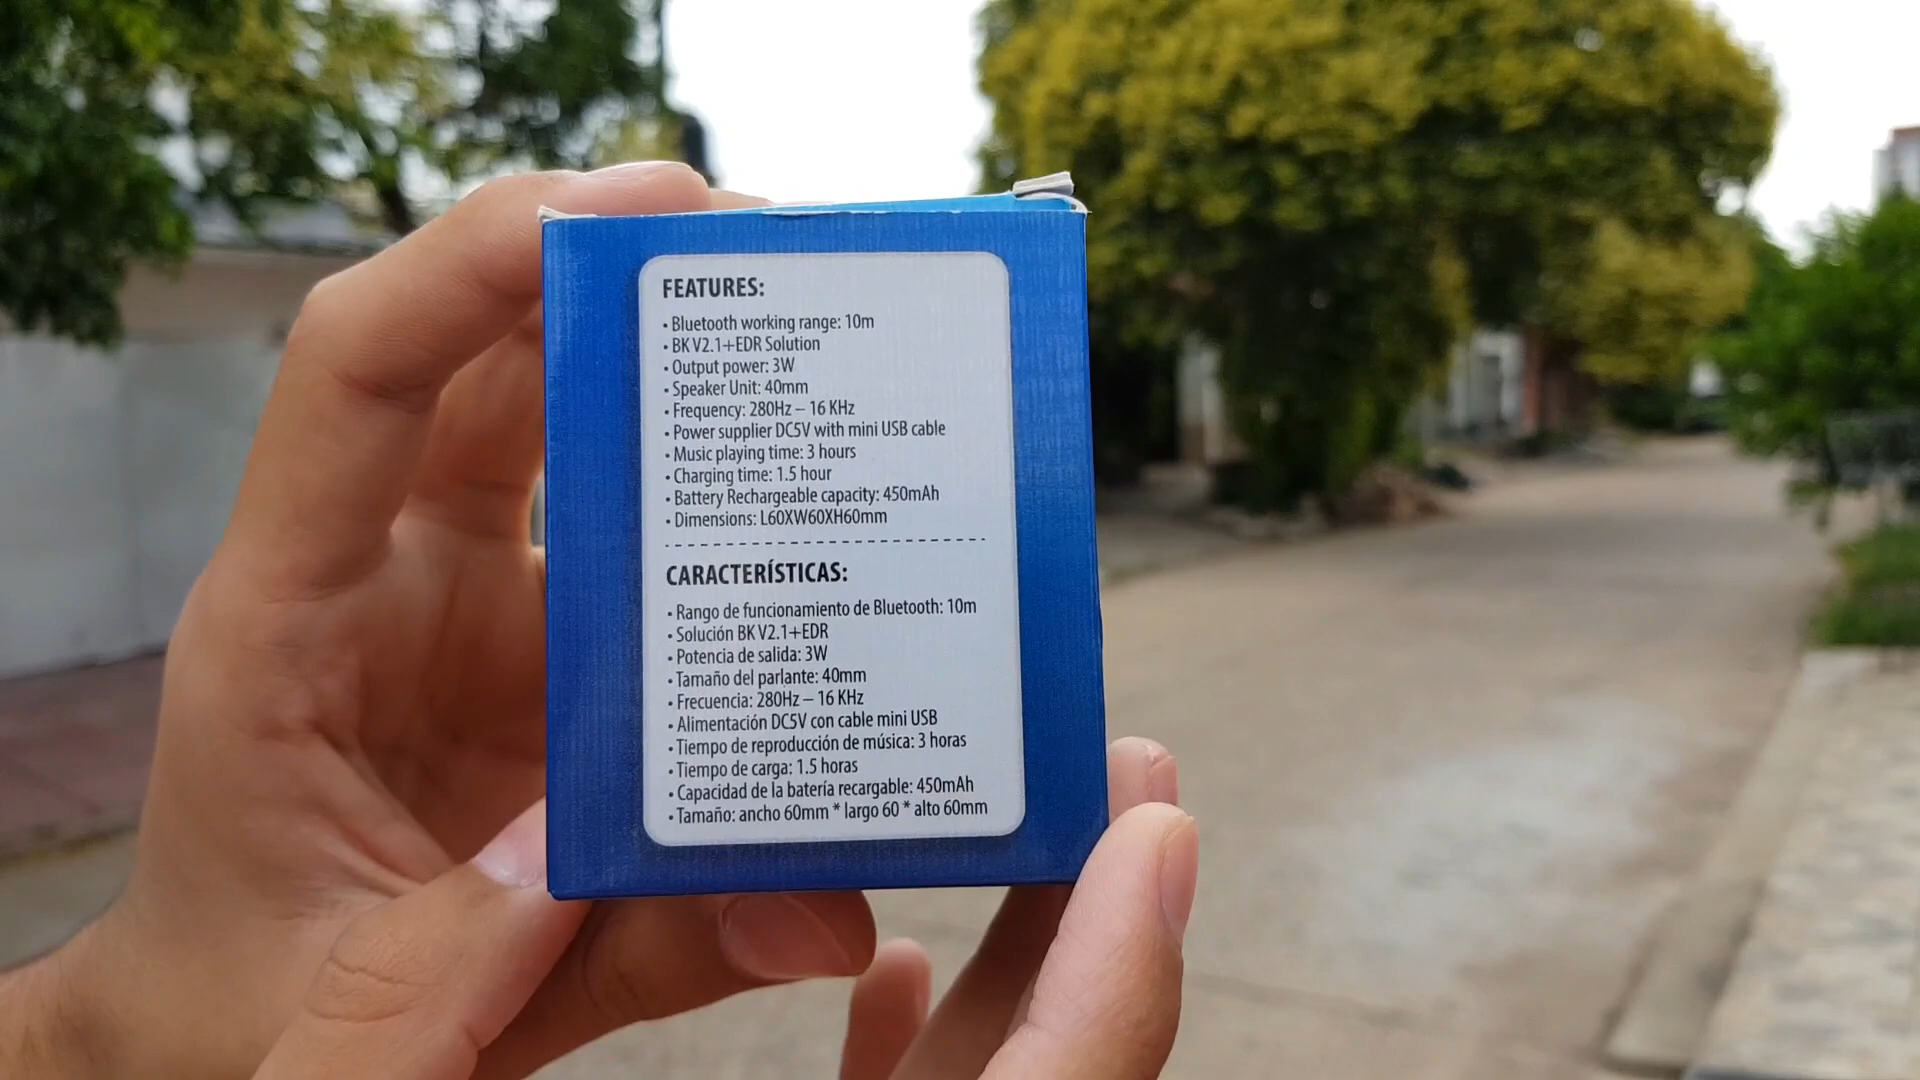 FEATURES:
• Bluetooth working range: 10m
• BK V2.1+EDR Solution
• Output power: 3W
• Speaker Unit: 40mm
• Frequency: 280Hz – 16 KHz
• Power supplier DC5V with mini USB cable
• Music playing time: 3 hours
• Charging time: 1.5 hour
• Battery Rechargeable capacity: 450mAh
• Dimensions: L60XW60XH60mm
CARACTERÍSTICAS:
• Rango de funcionamiento de Bluetooth: 10m
• Solución BK V2.1+EDR
• Potencia de salida: 3W
• Tamaño del parlante: 40mm
• Frecuencia: 280Hz – 16 KHz
• Alimentación DC5V con cable mini USB
• Tiempo de reproducción de música: 3 horas
• Tiempo de carga: 1.5 horas
• Capacidad de la batería recargable: 450mAh
• Tamaño: ancho 60mm * largo 60 * alto 60mm